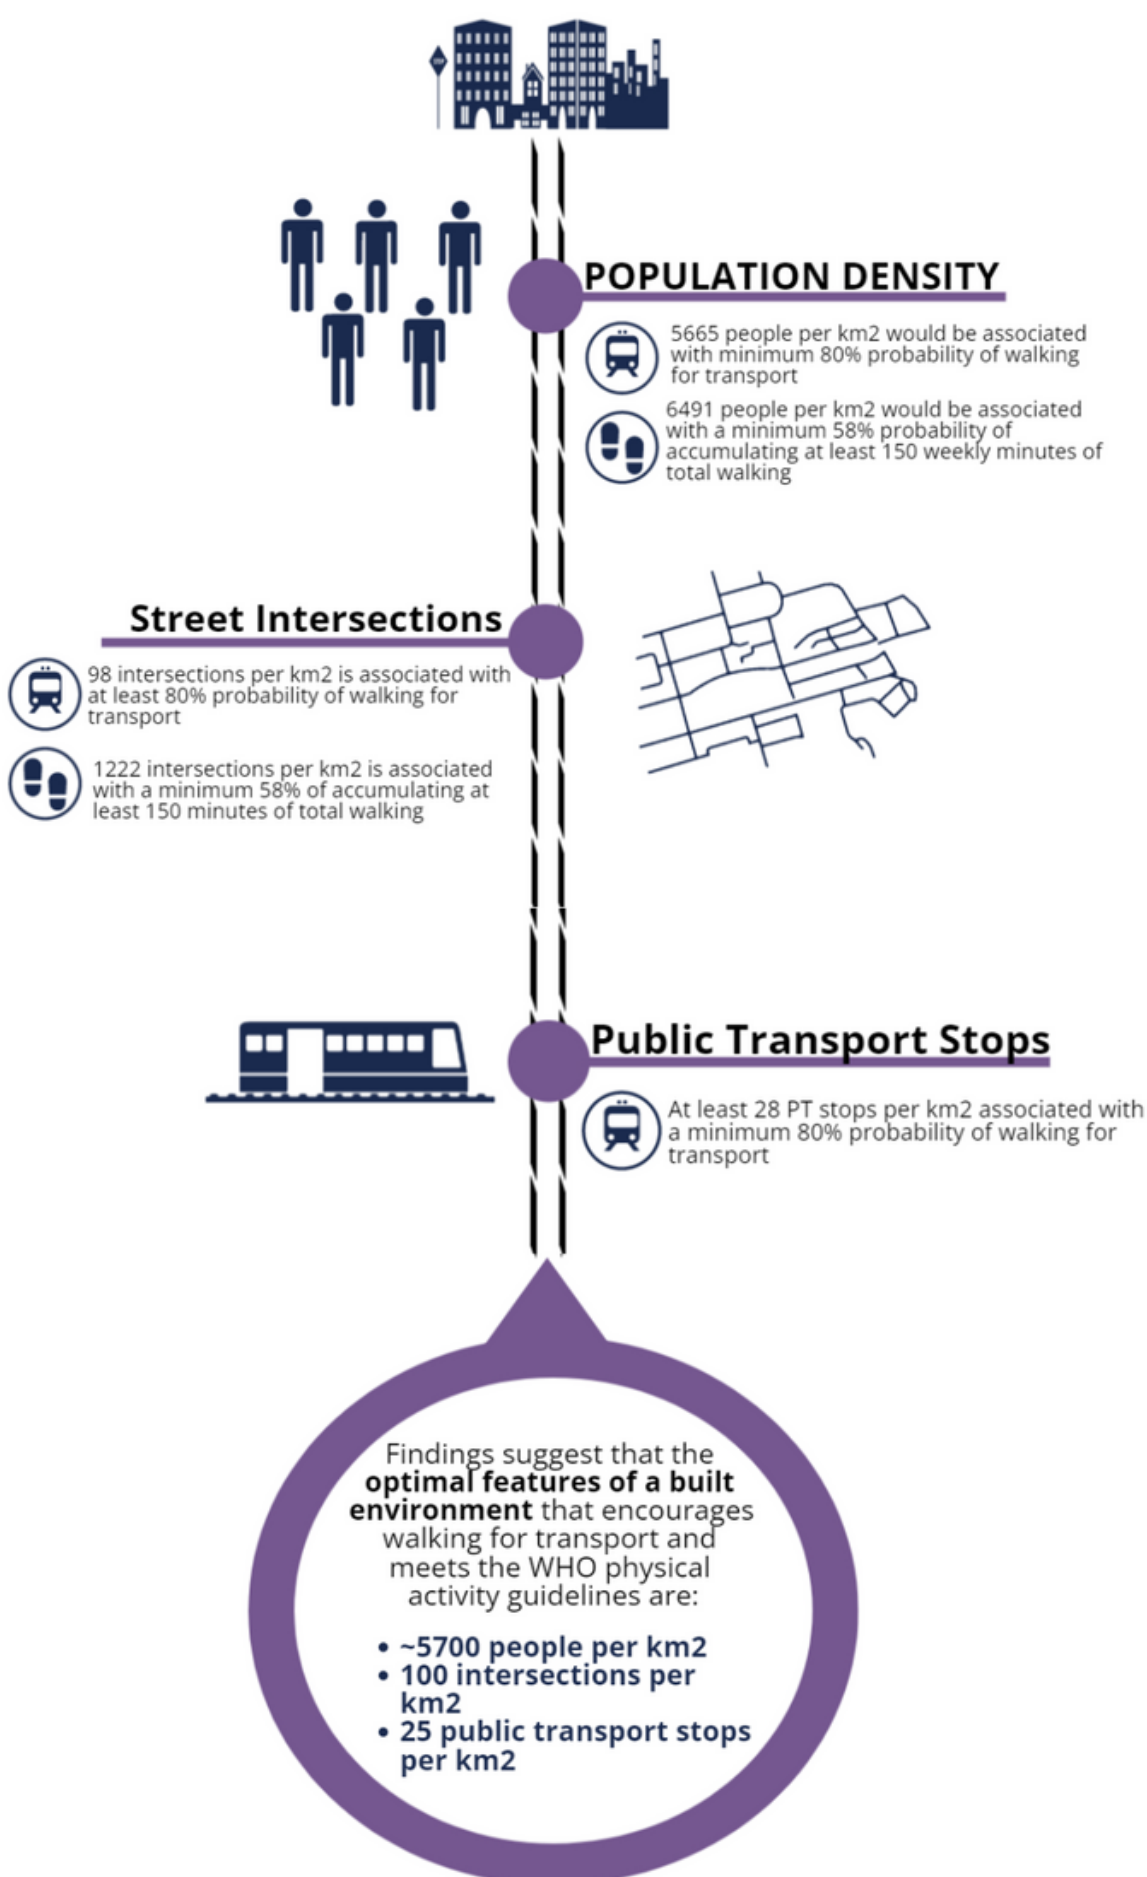 POPULATION DENSITY
5665 people per km2 would be associated
with minimum 80% probability of walking
for transport
6491 people per km2 would be associated
with a minimum 58% probability of
accumulating at least 150 weekly minutes of
total walking
Street Intersections
98 intersections per km2 is associated with
at least 80% probability of walking for
transport
1222 intersections per km2 is associated
with a minimum 58% of accumulating at
least 150 minutes of total walking
Public Transport Stops
At least 28 PT stops per km2 associated with
a minimum 80% probability of walking for
transport
Findings suggest that the
optimal features of a built
environment that encourages
walking for transport and
meets the WHO physical
activity guidelines are:
• ~5700 people per km2
• 100 intersections per
km2
• 25 public transport stops
per km2